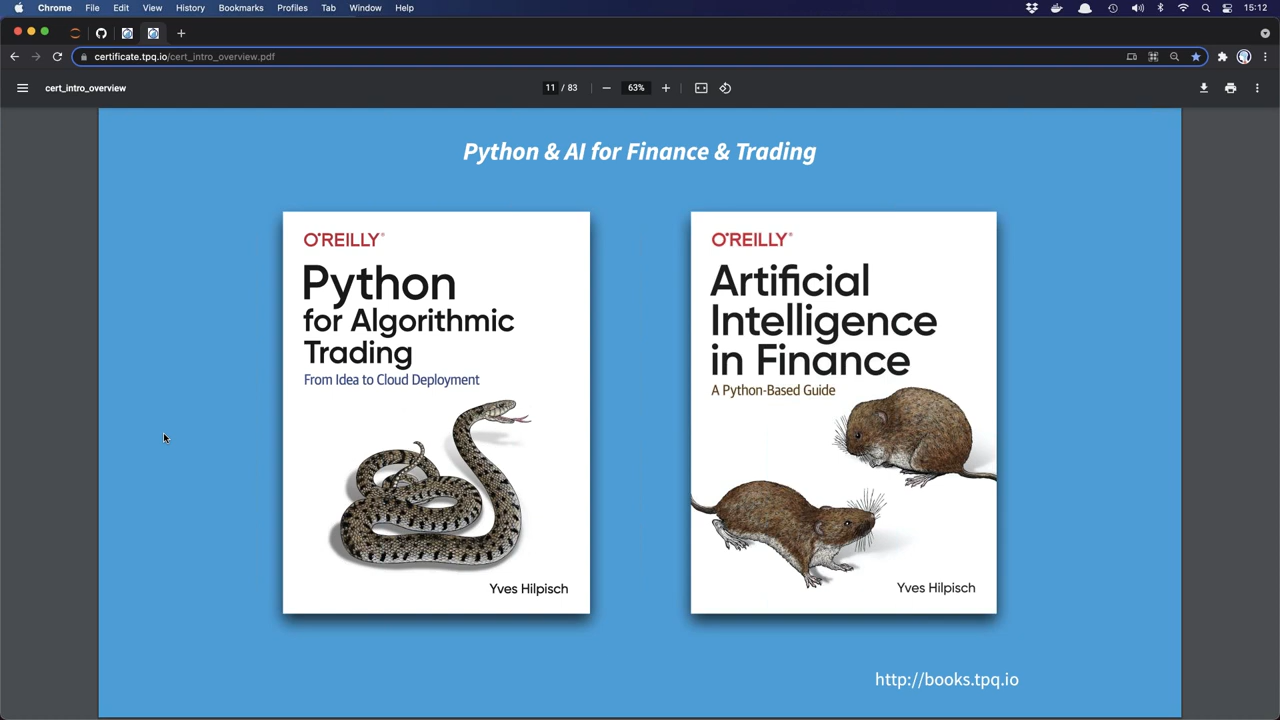 Chrome File Edit View History Bookmarks Profiles Tab Window Help 15:12
certificate.tpq.io/cert_intro_overview.pdf
cert_intro_overview 11 / 83 63%
Python & AI for Finance & Trading
O'REILLY®
Python
for Algorithmic
Trading
From Idea to Cloud Deployment
Yves Hilpisch
O'REILLY®
Artificial
Intelligence
in Finance
A Python-Based Guide
Yves Hilpisch
http://books.tpq.io